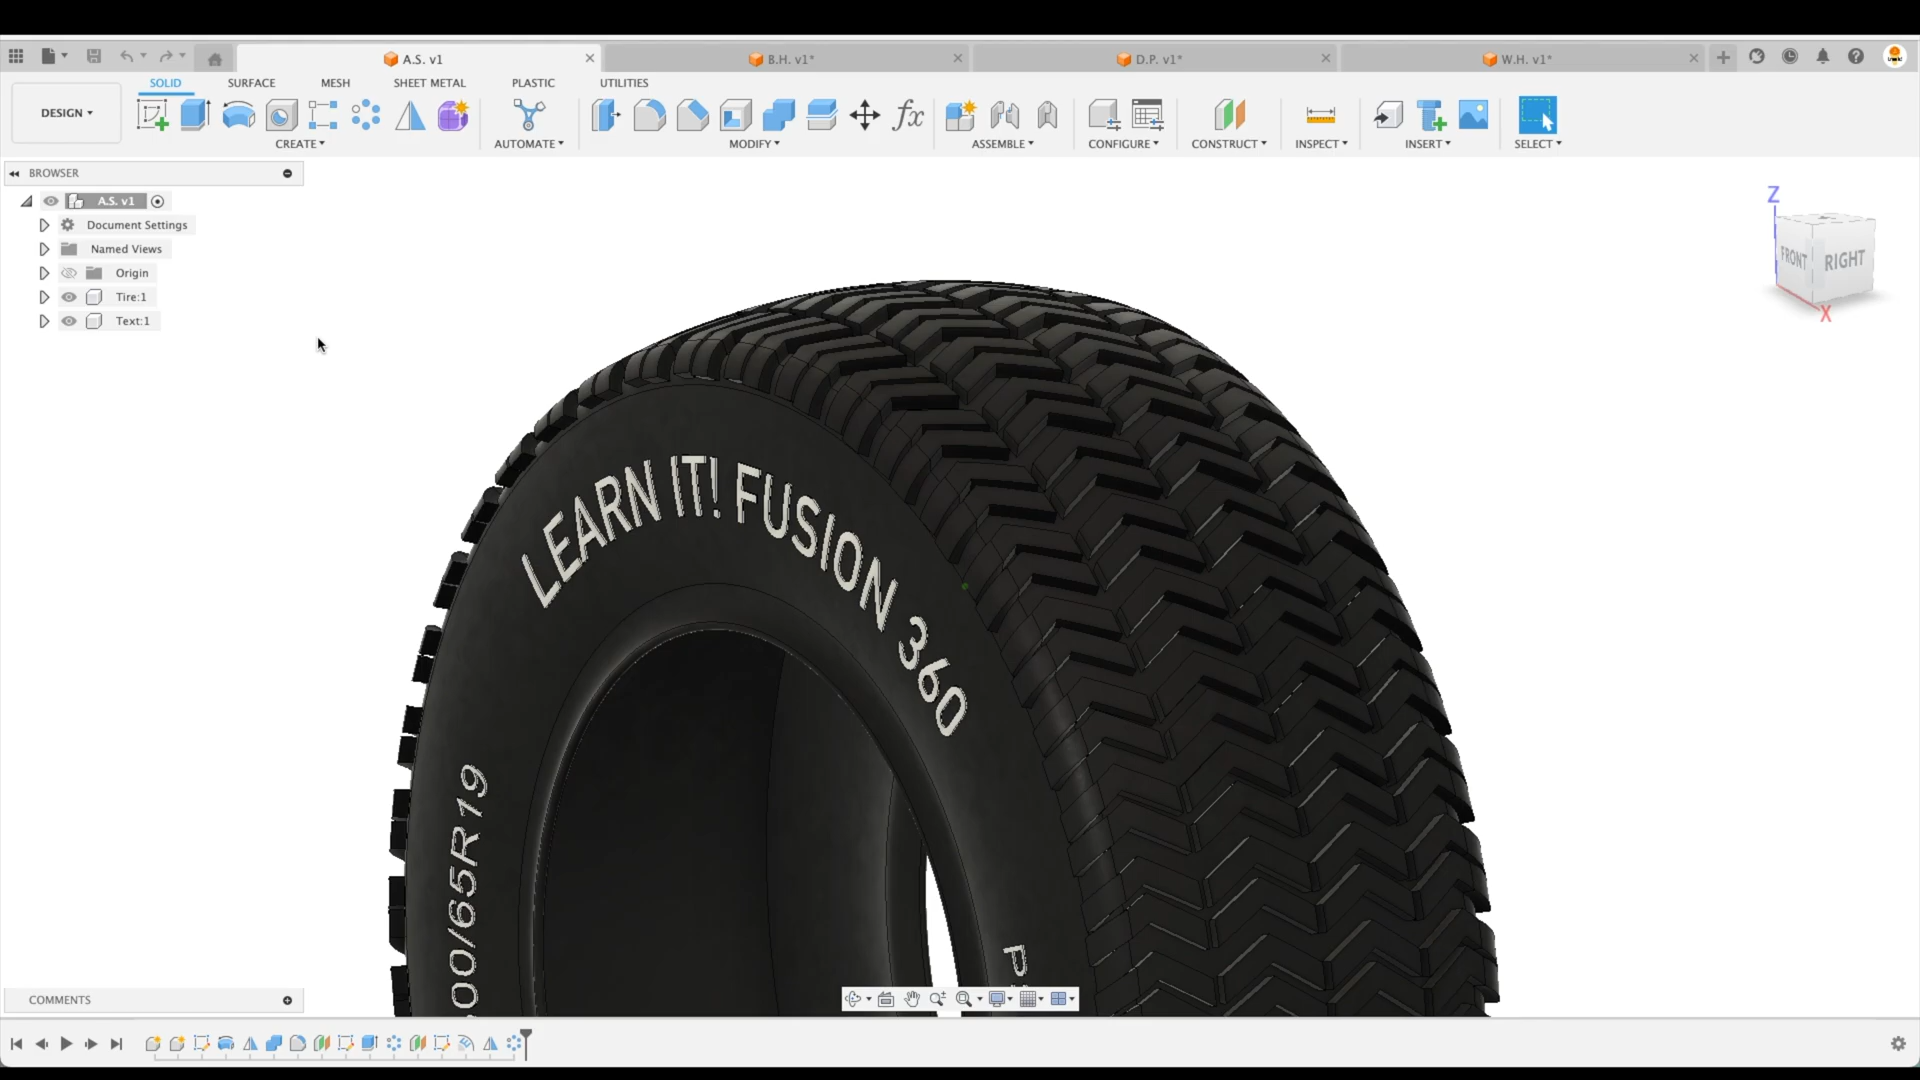 A.S. v1
B.H. v1*
D.P. v1*
W.H. v1*
SOLID
SURFACE
MESH
SHEET METAL
PLASTIC
UTILITIES
DESIGN
fx
CREATE
AUTOMATE
MODIFY
ASSEMBLE
CONFIGURE
CONSTRUCT
INSPECT
INSERT
SELECT
BROWSER
A.S. v1
Document Settings
Named Views
Origin
Tire:1
Text:1
Z
FRONT
RIGHT
X
LEARN IT! FUSION 360
00/65R19
P
COMMENTS